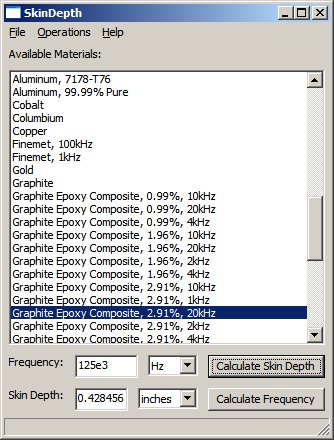 SkinDepth
File Operations Help
Available Materials:
Aluminum, 7178-T76
Aluminum, 99.99% Pure
Cobalt
Columbium
Copper
Finemet, 100kHz
Finemet, 1kHz
Gold
Graphite
Graphite Epoxy Composite, 0.99%, 10kHz
Graphite Epoxy Composite, 0.99%, 20kHz
Graphite Epoxy Composite, 0.99%, 4kHz
Graphite Epoxy Composite, 1.96%, 10kHz
Graphite Epoxy Composite, 1.96%, 20kHz
Graphite Epoxy Composite, 1.96%, 2kHz
Graphite Epoxy Composite, 1.96%, 4kHz
Graphite Epoxy Composite, 2.91%, 10kHz
Graphite Epoxy Composite, 2.91%, 1kHz
Graphite Epoxy Composite, 2.91%, 20kHz
Graphite Epoxy Composite, 2.91%, 2kHz
Graphite Epoxy Composite, 2.91%, 4kHz
Frequency: 125e3 Hz Calculate Skin Depth
Skin Depth: 0.428456 inches Calculate Frequency